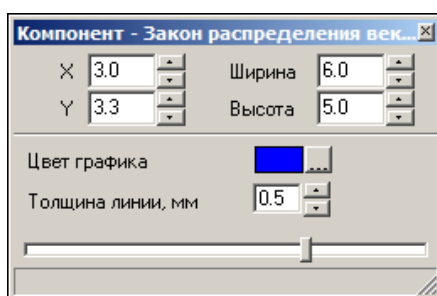 Компонент - Закон распределения век...
X 3.0 Ширина 6.0
Y 3.3 Высота 5.0
Цвет графика ...
Толщина линии, мм 0.5